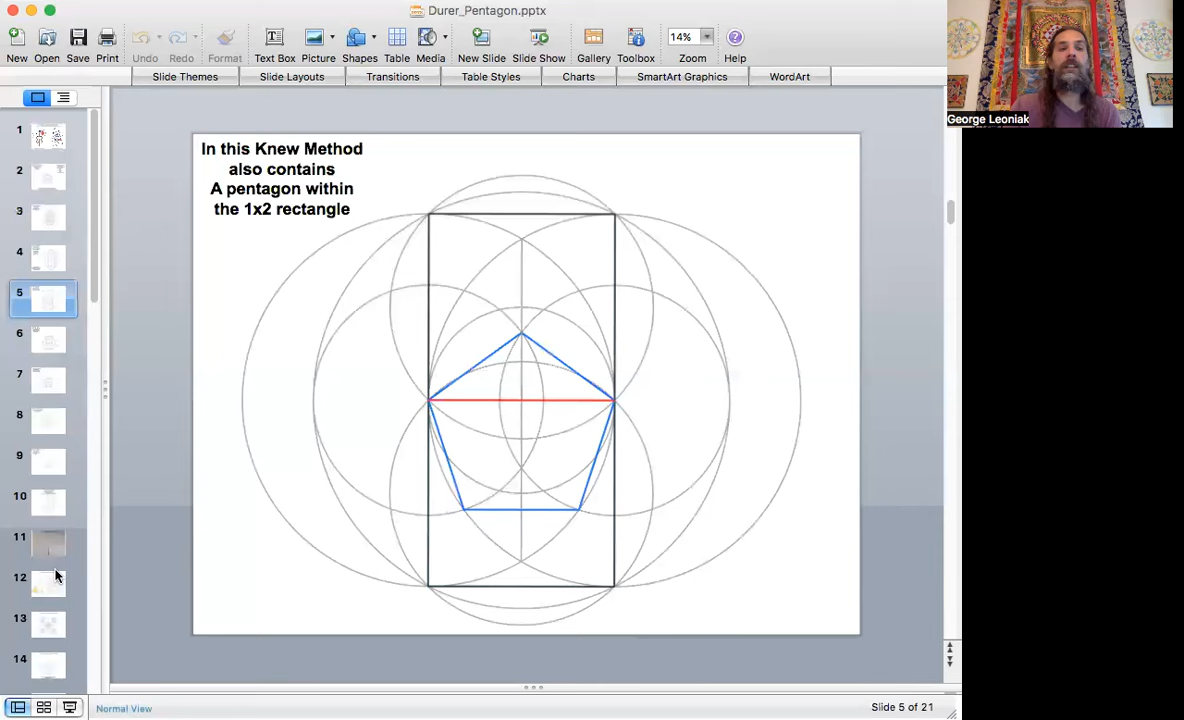 Durer_Pentagon.pptx
New Open Save Print Undo Redo Format Text Box Picture Shapes Table Media New Slide Slide Show Gallery Toolbox Zoom Help
14%
Slide Themes Slide Layouts Transitions Table Styles Charts SmartArt Graphics WordArt
George Leoniak
1
2
3
4
5
6
7
8
9
10
11
12
13
14
In this Knew Method
also contains
A pentagon within
the 1x2 rectangle
Normal View
Slide 5 of 21